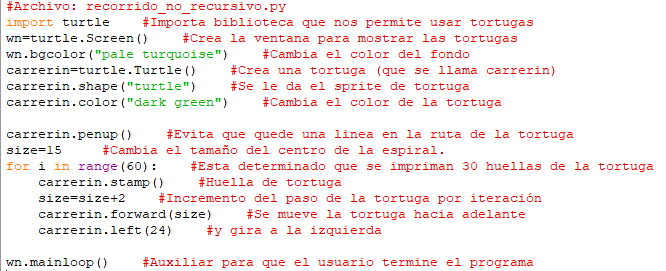 #Archivo: recorrido_no_recursivo.py
import turtle    #Importa biblioteca que nos permite usar tortugas
wn=turtle.Screen()    #Crea la ventana para mostrar las tortugas
wn.bgcolor("pale turquoise")    #Cambia el color del fondo
carrerin=turtle.Turtle()    #Crea una tortuga (que se llama carrerin)
carrerin.shape("turtle")    #Se le da el sprite de tortuga
carrerin.color("dark green")    #Cambia el color de la tortuga
carrerin.penup()    #Evita que quede una linea en la ruta de la tortuga
size=15    #Cambia el tamaño del centro de la espiral.
for i in range(60):    #Esta determinado que se impriman 30 huellas de la tortuga
    carrerin.stamp()    #Huella de tortuga
    size=size+2    #Incremento del paso de la tortuga por iteración
    carrerin.forward(size)    #Se mueve la tortuga hacia adelante
    carrerin.left(24)    #y gira a la izquierda
wn.mainloop()    #Auxiliar para que el usuario termine el programa